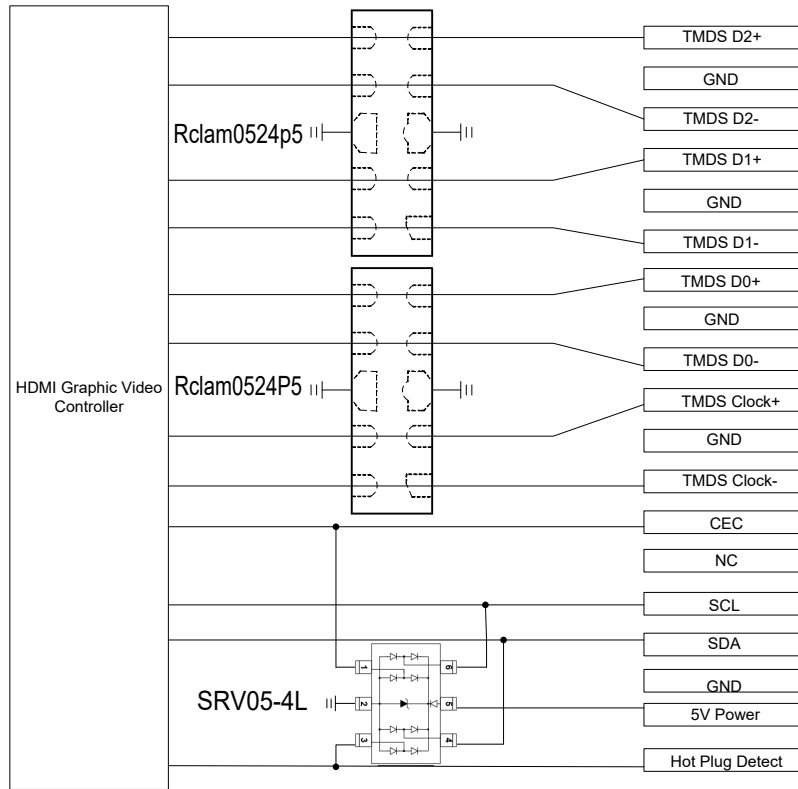 TMDS D2+
GND
TMDS D2-
Rclam0524p5
TMDS D1+
GND
TMDS D1-
TMDS D0+
GND
TMDS D0-
HDMI Graphic Video
Controller
Rclam0524P5
TMDS Clock+
GND
TMDS Clock-
CEC
NC
SCL
SDA
1
6
GND
SRV05-4L
2
5
5V Power
3
4
Hot Plug Detect